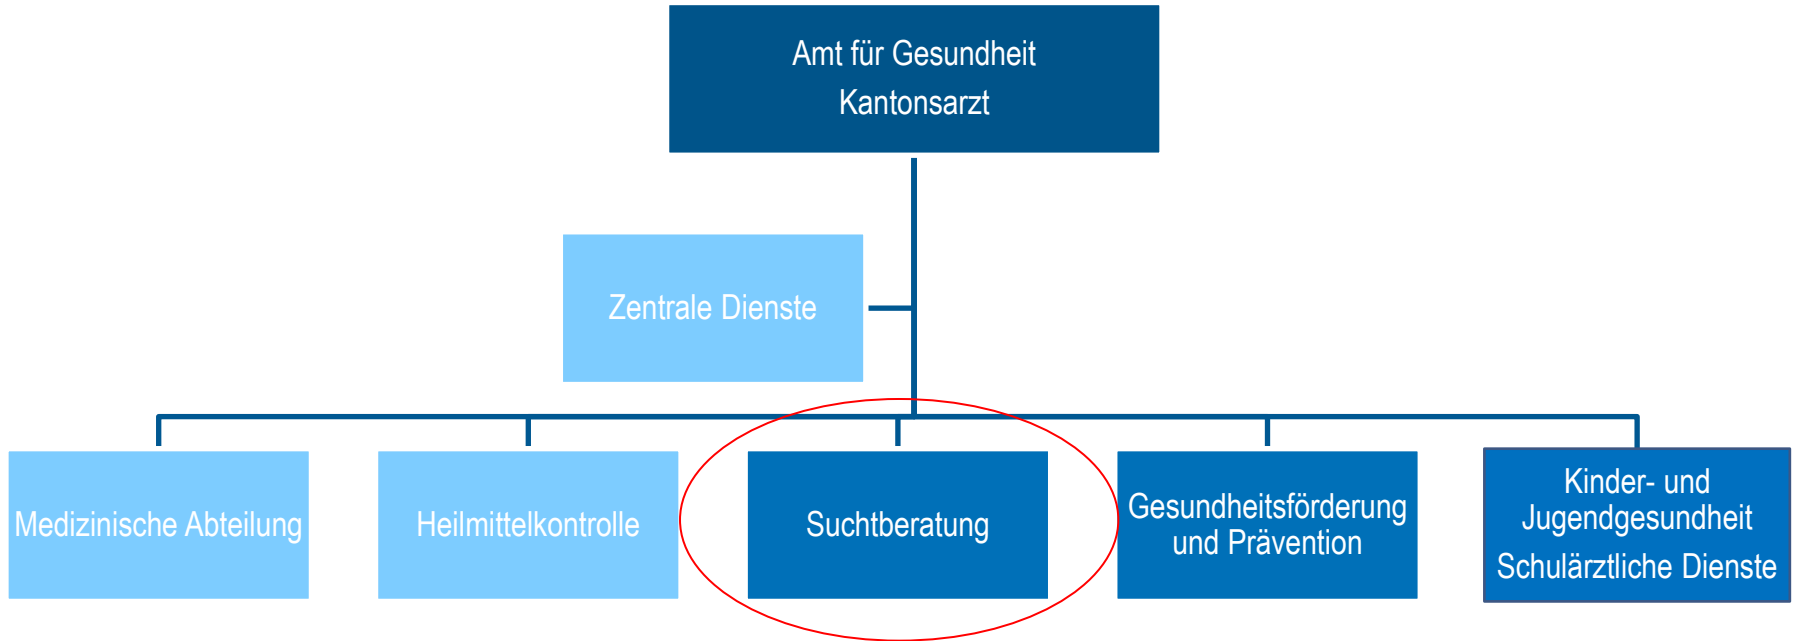 Amt für Gesundheit
Kantonsarzt
Zentrale Dienste
Medizinische Abteilung
Heilmittelkontrolle
Suchtberatung
Gesundheitsförderung
und Prävention
Kinder- und
Jugendgesundheit
Schulärztliche Dienste